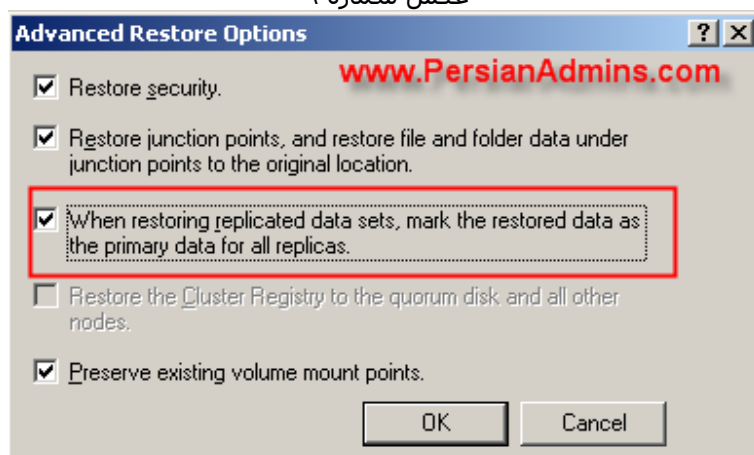 عکس شماره ۹
Advanced Restore Options
www.PersianAdmins.com
Restore security.
Restore junction points, and restore file and folder data under
junction points to the original location.
When restoring replicated data sets, mark the restored data as
the primary data for all replicas.
Restore the Cluster Registry to the quorum disk and all other
nodes.
Preserve existing volume mount points.
OK
Cancel